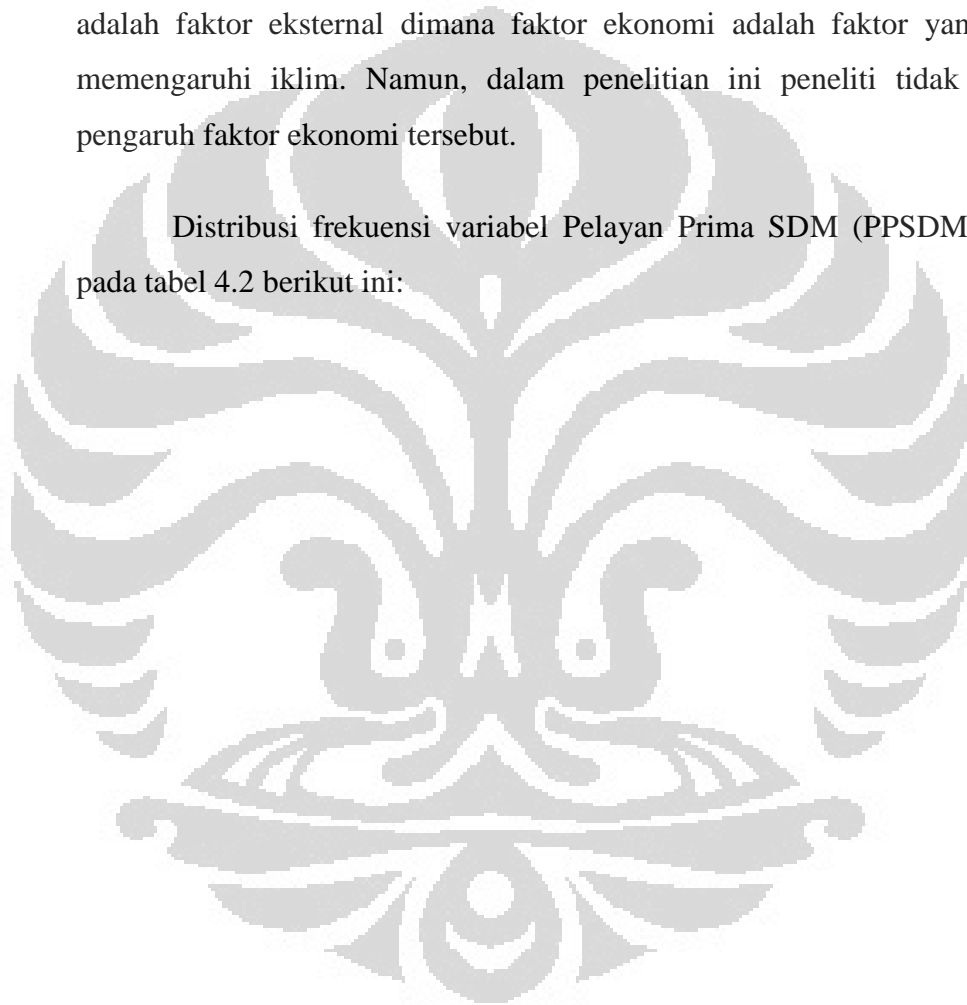 adalah faktor eksternal dimana faktor ekonomi adalah faktor yan
memengaruhi iklim. Namun, dalam penelitian ini peneliti tidak
pengaruh faktor ekonomi tersebut.
Distribusi frekuensi variabel Pelayan Prima SDM (PPSDM
pada tabel 4.2 berikut ini: